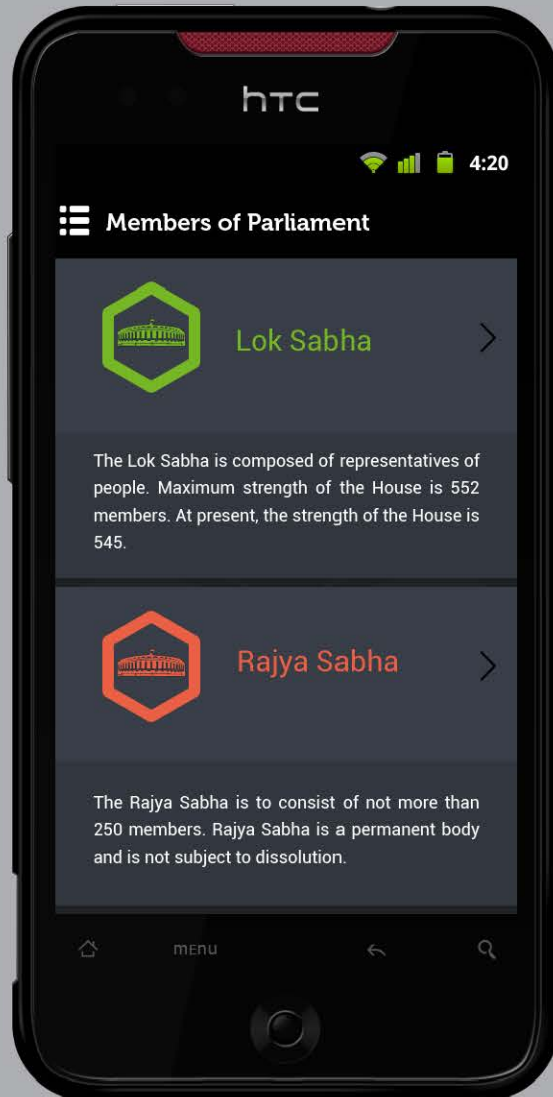 hTC
4:20
Members of Parliament
Lok Sabha
The Lok Sabha is composed of representatives of
people. Maximum strength of the House is 552
members. At present, the strength of the House is
545.
Rajya Sabha
The Rajya Sabha is to consist of not more than
250 members. Rajya Sabha is a permanent body
and is not subject to dissolution.
mEnu